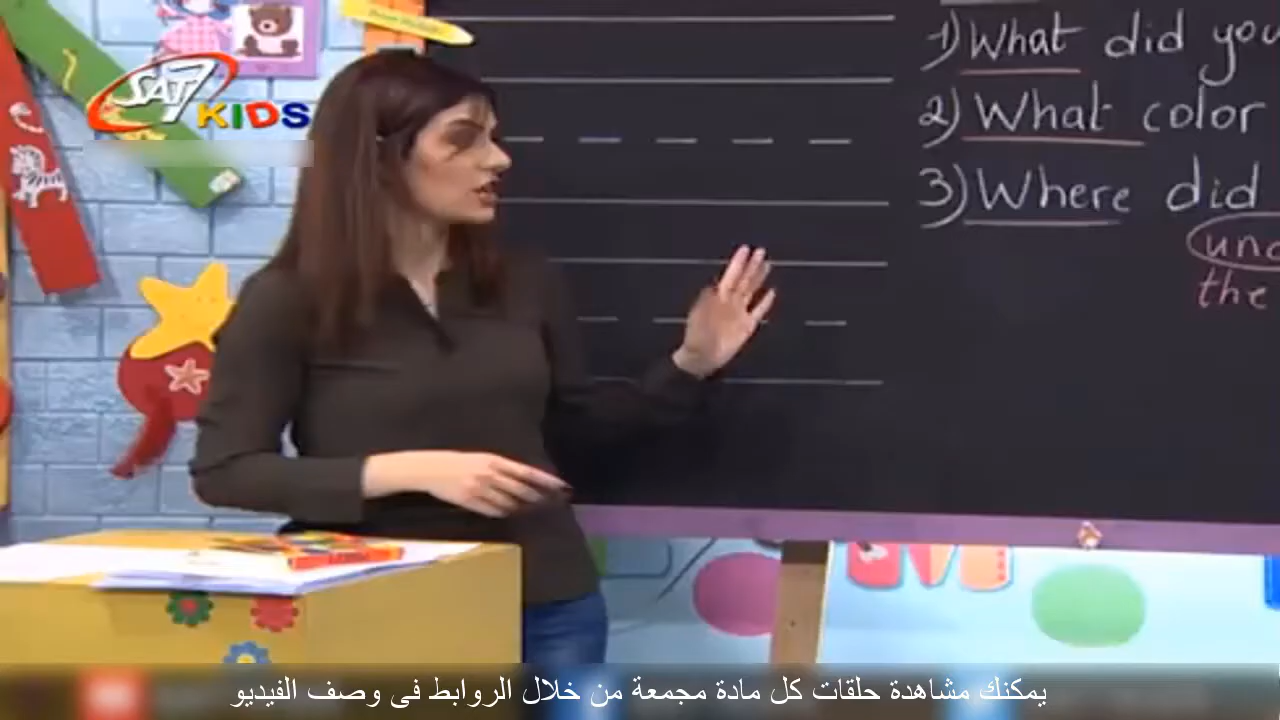 SAT7
KIDS
1) What did you
2) What color
3) Where did
the
يمكنك مشاهدة حلقات كل مادة مجمعة من خلال الروابط فى وصف الفيديو